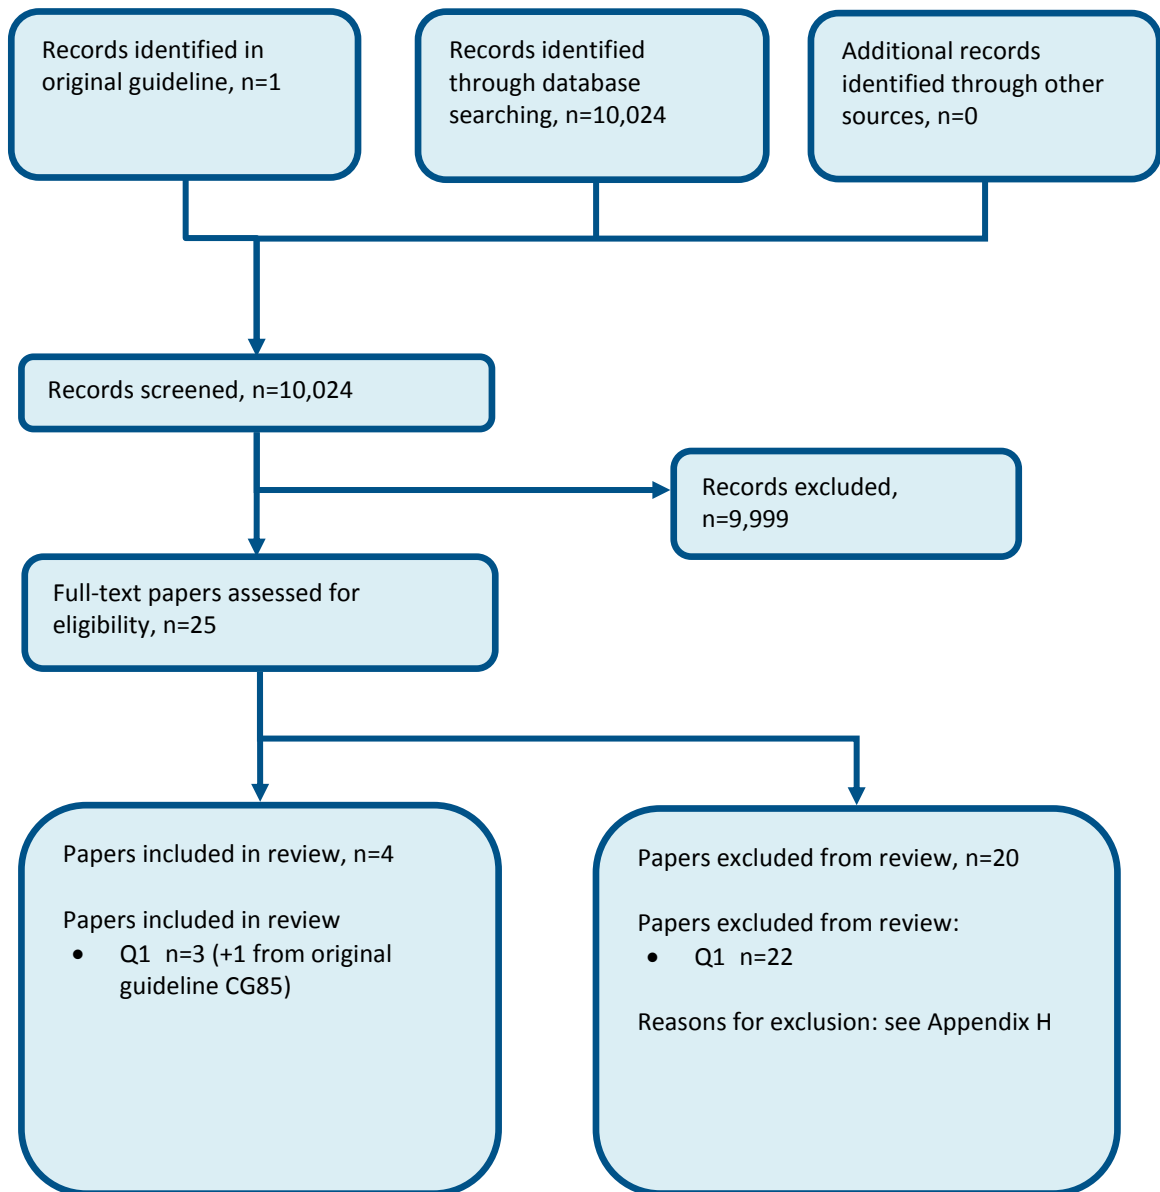 Records identified in
original guideline, n=1
Records identified
through database
searching, n=10,024
Additional records
identified through other
sources, n=0
Records screened, n=10,024
Records excluded,
n=9,999
Full-text papers assessed for
eligibility, n=25
Papers included in review, n=4
Papers included in review
• Q1 n=3 (+1 from original
guideline CG85)
Papers excluded from review, n=20
Papers excluded from review:
• Q1 n=22
Reasons for exclusion: see Appendix H